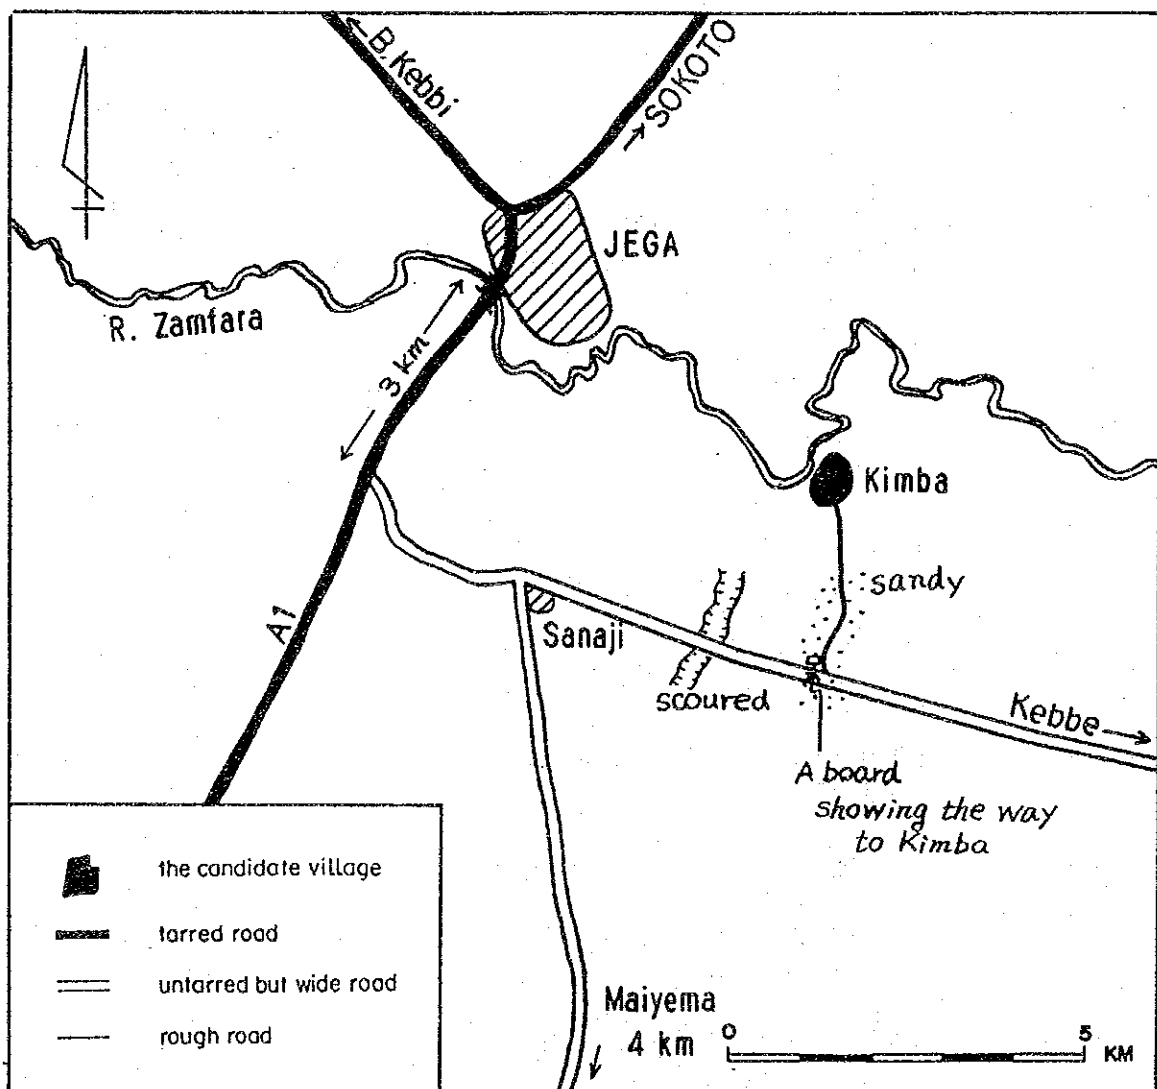 ← B. Kebbi
→ SOKOTO
JEGA
R. Zamfara
3 km
Kimba
sandy
A1
Sanaji
scoured
Kebbe →
A board
showing the way
to Kimba
the candidate village
tarred road
untarred but wide road
rough road
Maiyema
4 km
0 5
KM